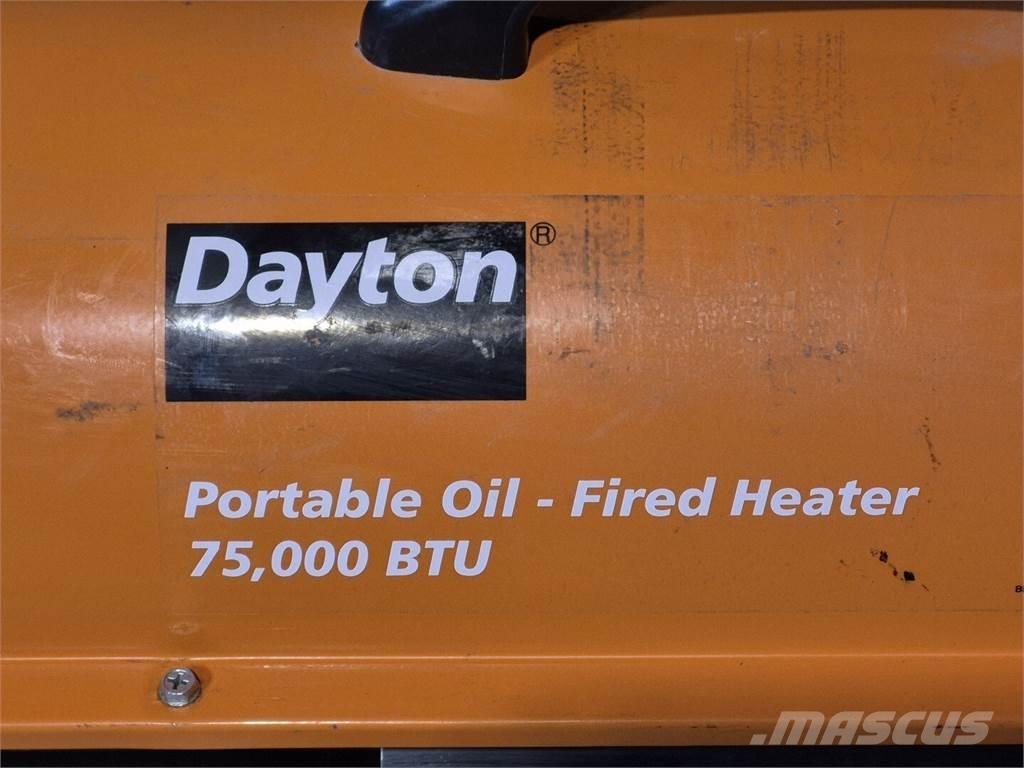 Dayton®
Portable Oil - Fired Heater
75,000 BTU
MASCUS